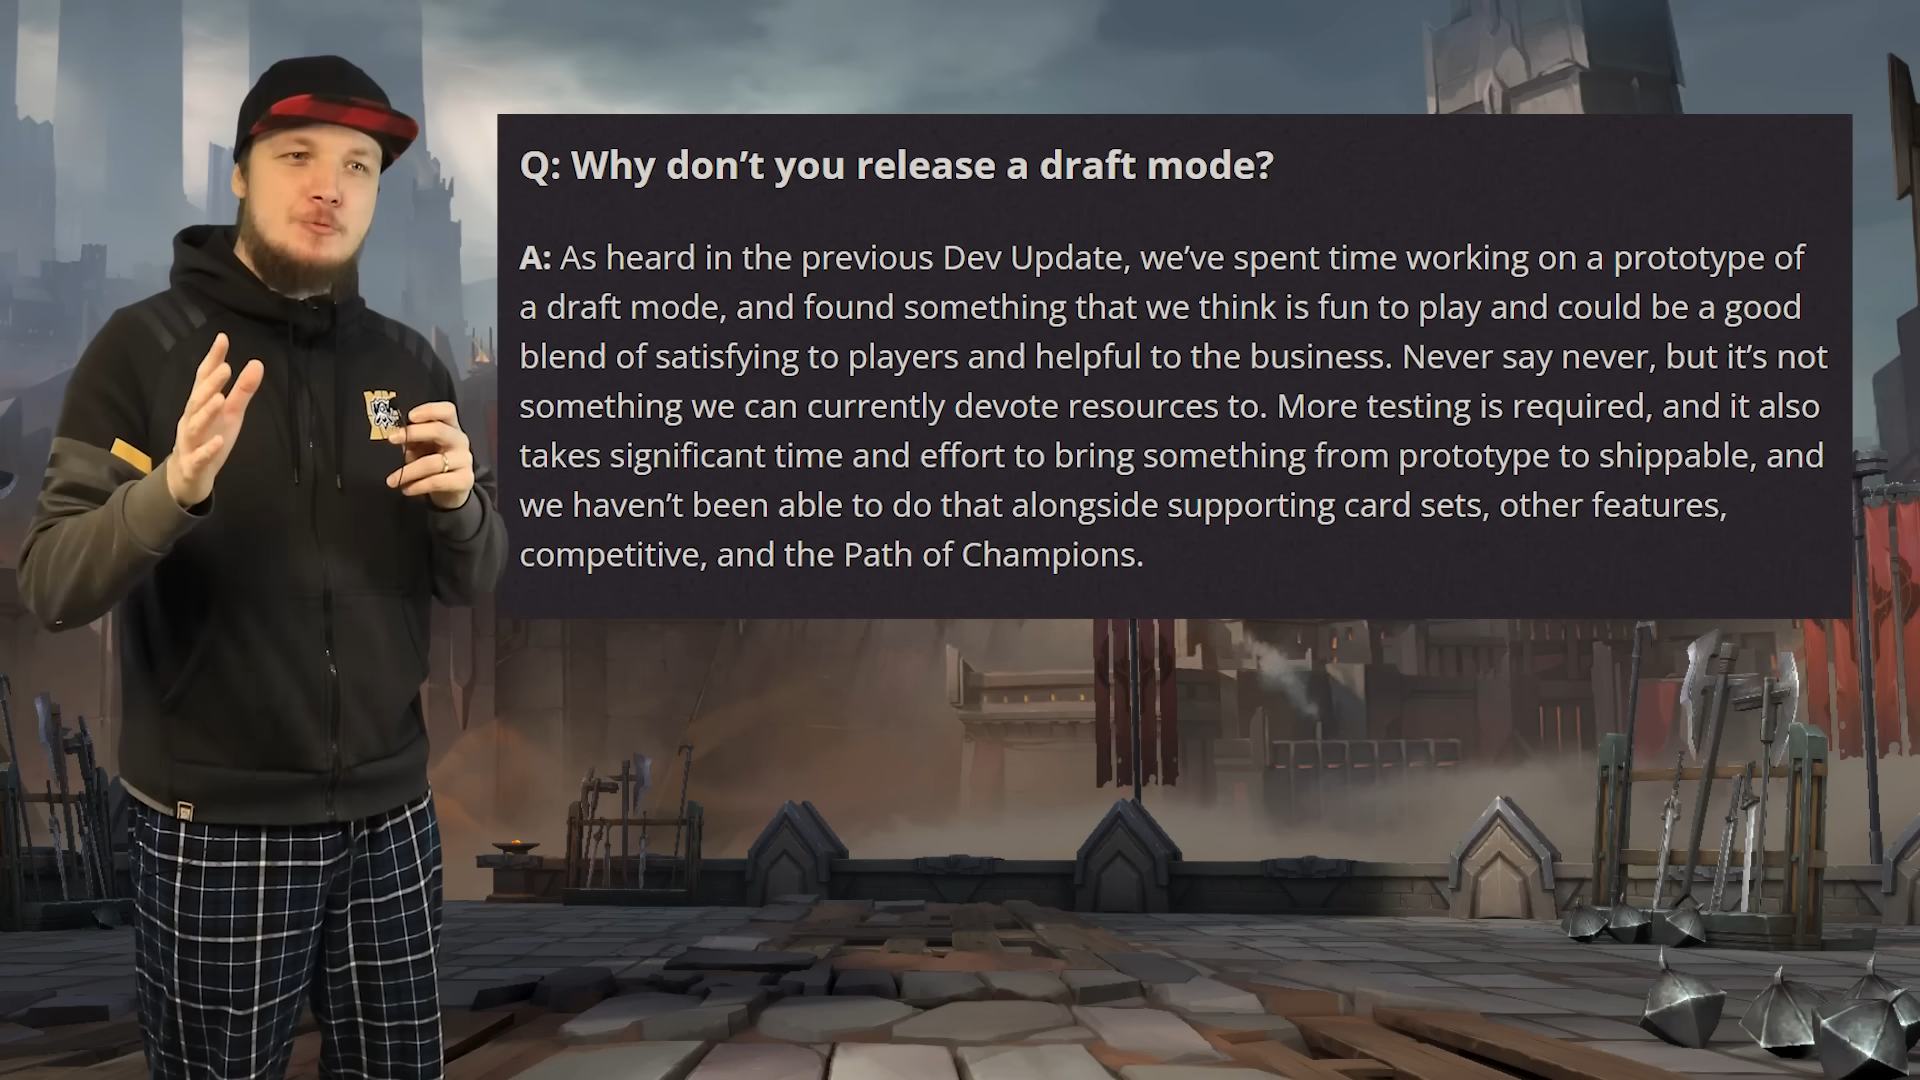 Q: Why don’t you release a draft mode?
A: As heard in the previous Dev Update, we’ve spent time working on a prototype of
a draft mode, and found something that we think is fun to play and could be a good
blend of satisfying to players and helpful to the business. Never say never, but it’s not
something we can currently devote resources to. More testing is required, and it also
takes significant time and effort to bring something from prototype to shippable, and
we haven’t been able to do that alongside supporting card sets, other features,
competitive, and the Path of Champions.